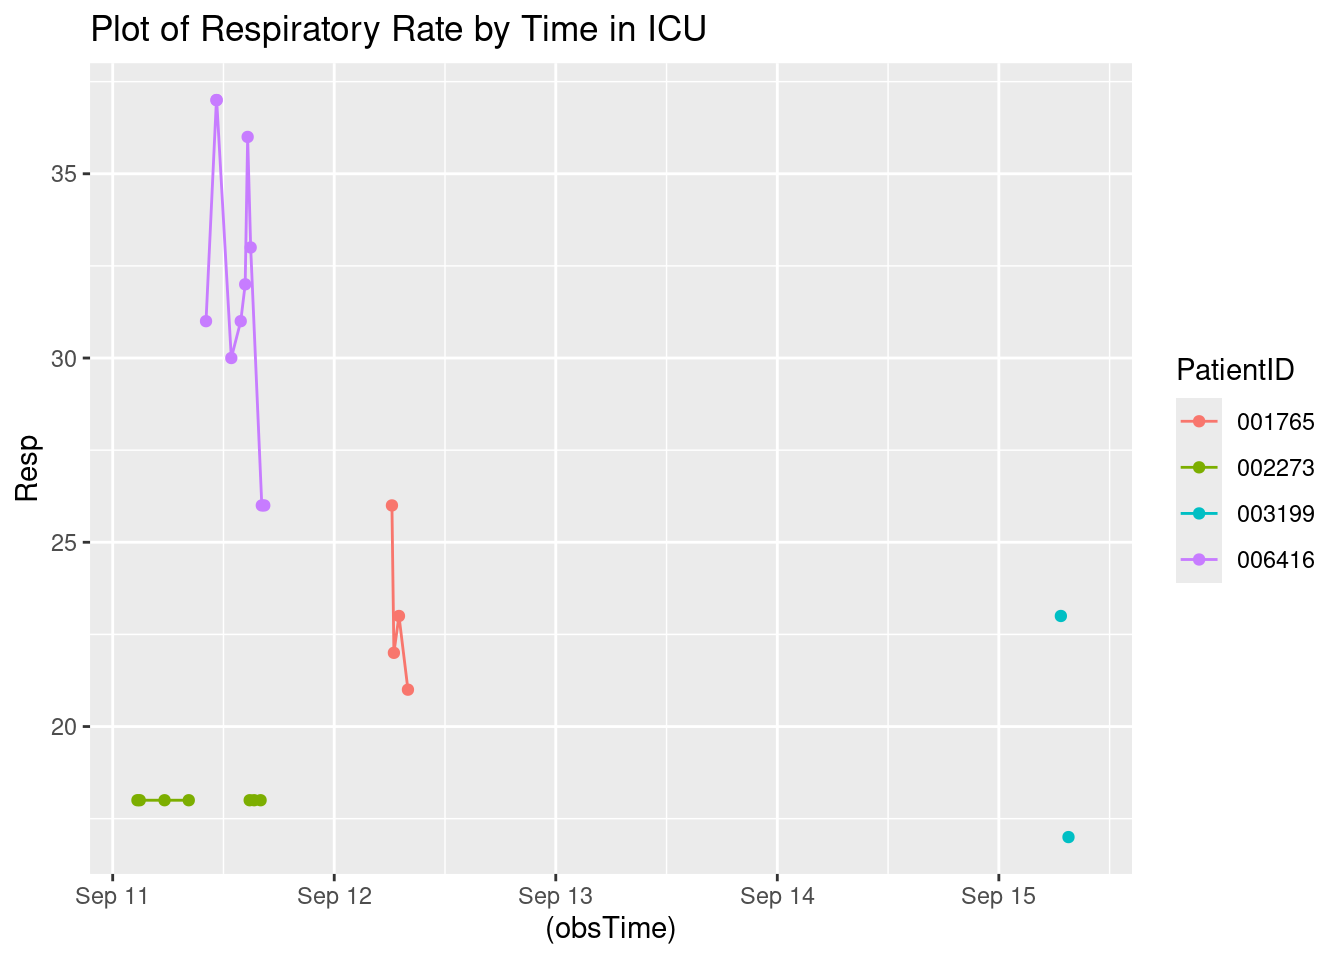 Plot of Respiratory Rate by Time in ICU
Resp
35
30
25
20
Sep 11
Sep 12
Sep 13
Sep 14
Sep 15
(obsTime)
PatientID
001765
002273
003199
006416